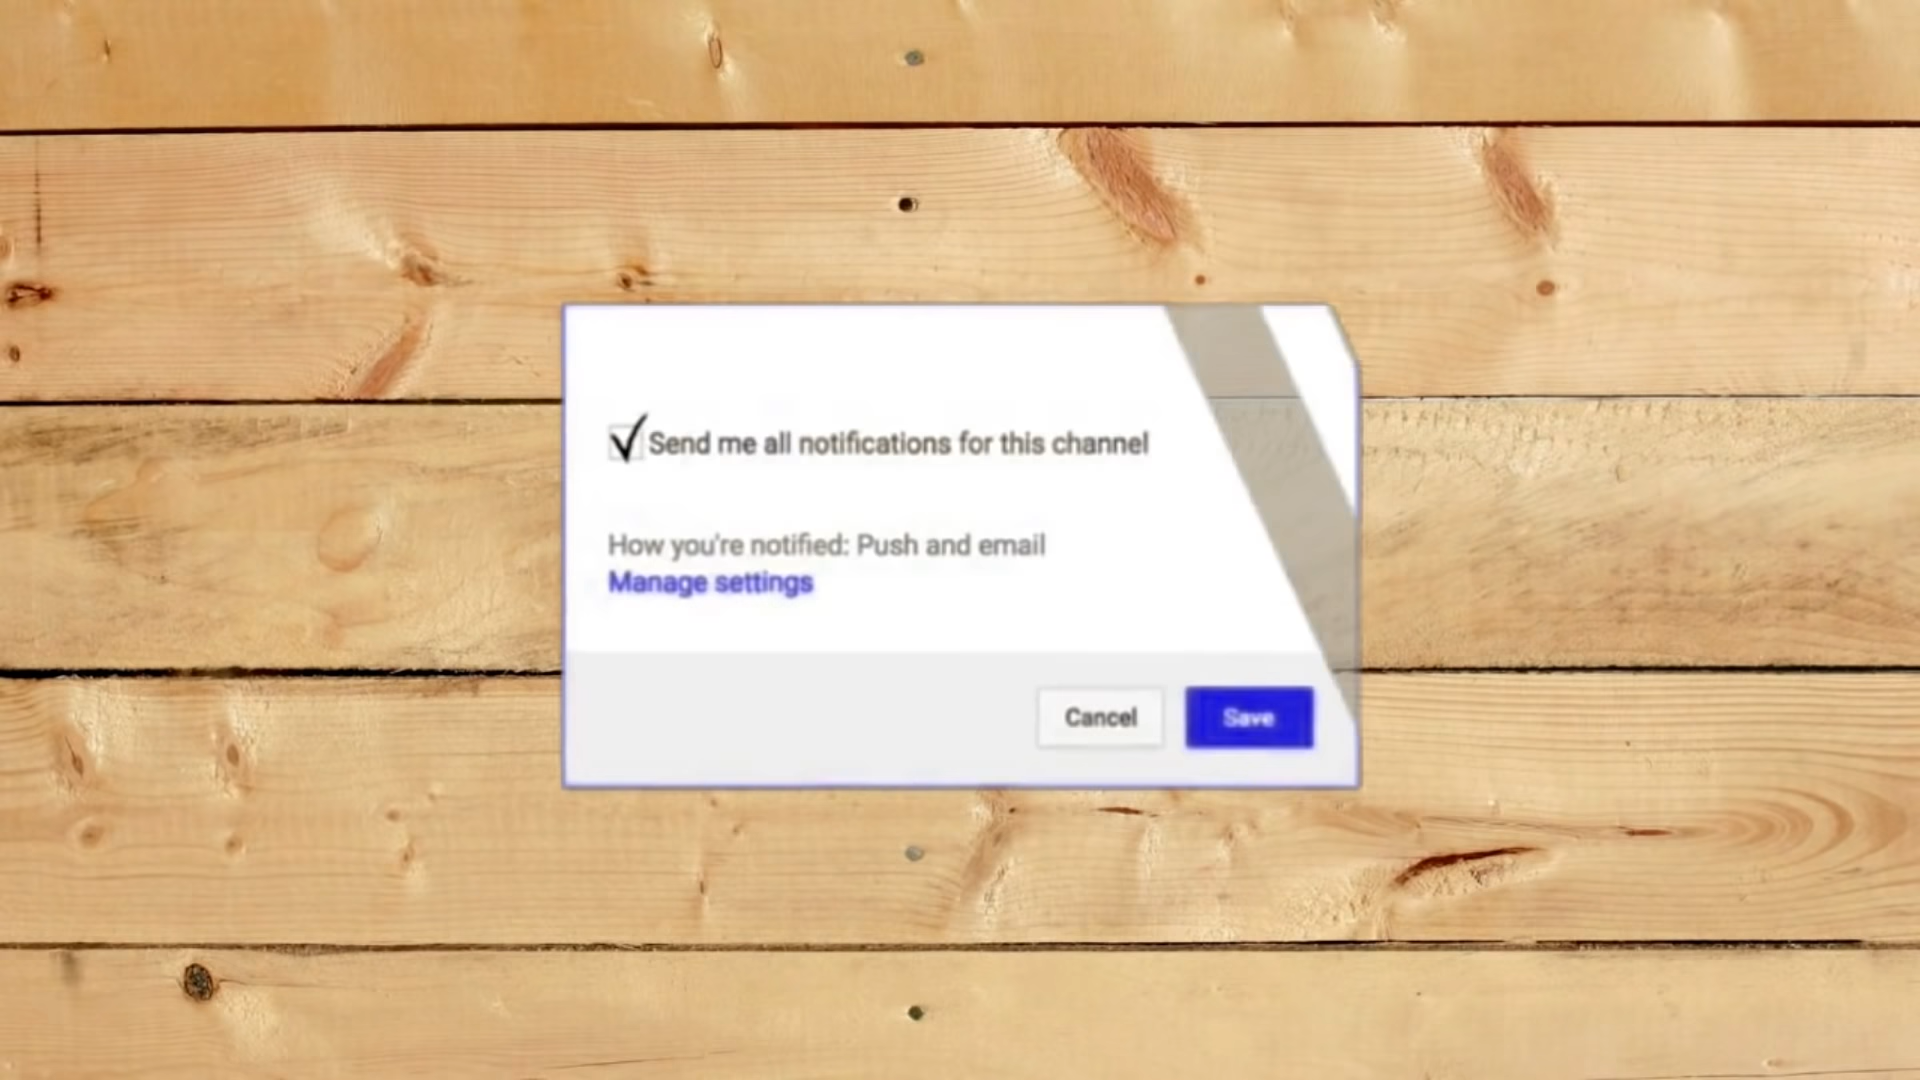 Send me all notifications for this channel
How you're notified: Push and email
Manage settings
Cancel
Save